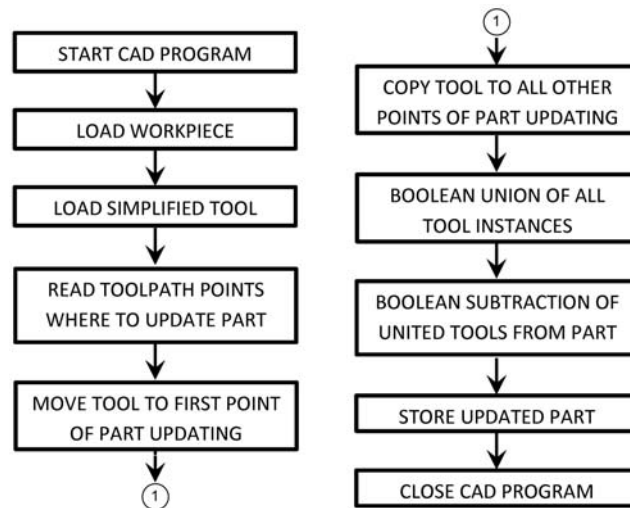 START CAD PROGRAM
LOAD WORKPIECE
LOAD SIMPLIFIED TOOL
READ TOOLPATH POINTS
WHERE TO UPDATE PART
MOVE TOOL TO FIRST POINT
OF PART UPDATING
1
1
COPY TOOL TO ALL OTHER
POINTS OF PART UPDATING
BOOLEAN UNION OF ALL
TOOL INSTANCES
BOOLEAN SUBTRACTION OF
UNITED TOOLS FROM PART
STORE UPDATED PART
CLOSE CAD PROGRAM